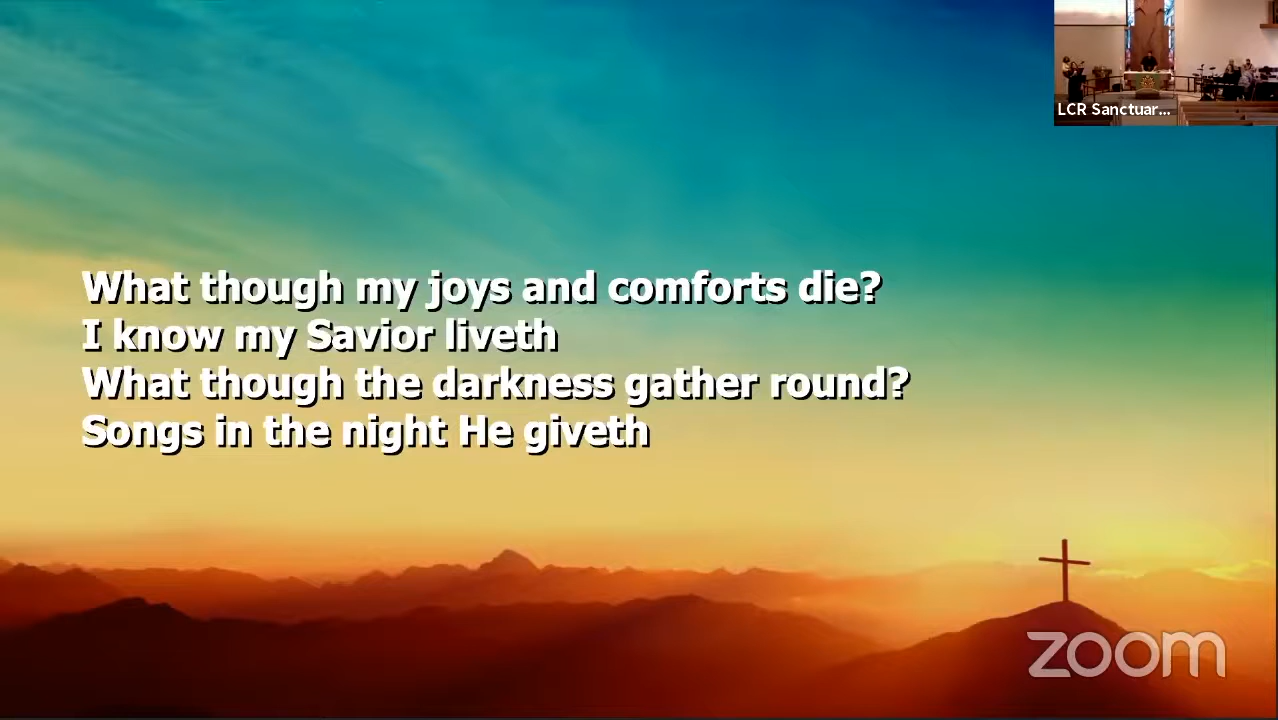 LCR Sanctuar...
What though my joys and comforts die?
I know my Savior liveth
What though the darkness gather round?
Songs in the night He giveth
zoom